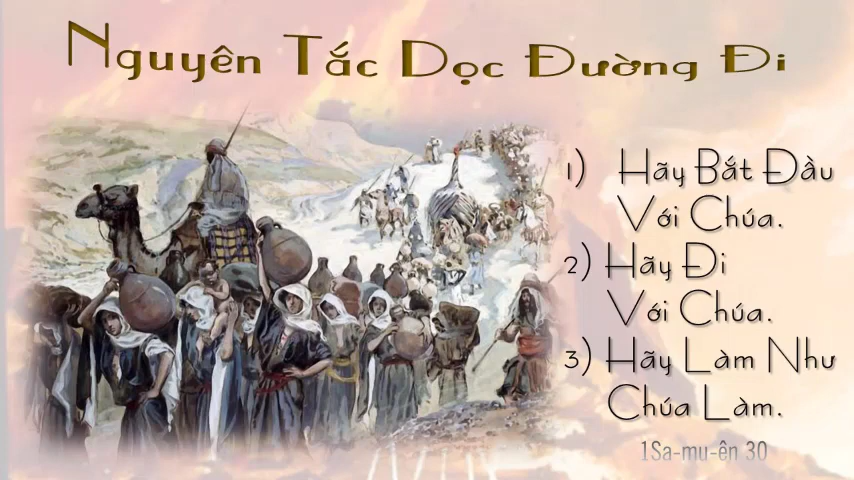 Nguyên Tắc Dọc Đường Đi
1) Hãy Bắt Đầu
Với Chúa.
2) Hãy Đi
Với Chúa.
3) Hãy Làm Như
Chúa Làm.
1Sa-mu-ên 30